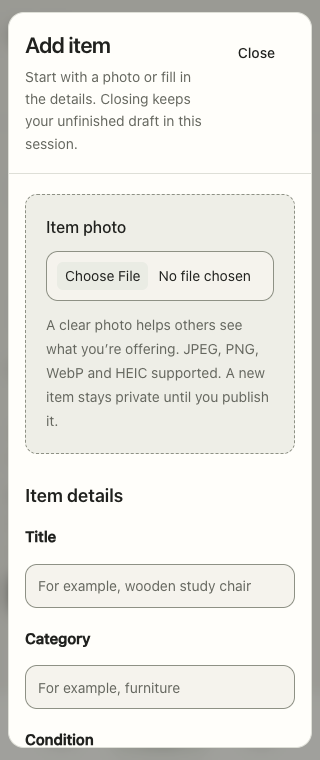 Add item
Close
Start with a photo or fill in
the details. Closing keeps
your unfinished draft in this
session.
Item photo
Choose File No file chosen
A clear photo helps others see
what you’re offering. JPEG, PNG,
WebP and HEIC supported. A new
item stays private until you publish
it.
Item details
Title
For example, wooden study chair
Category
For example, furniture
Condition